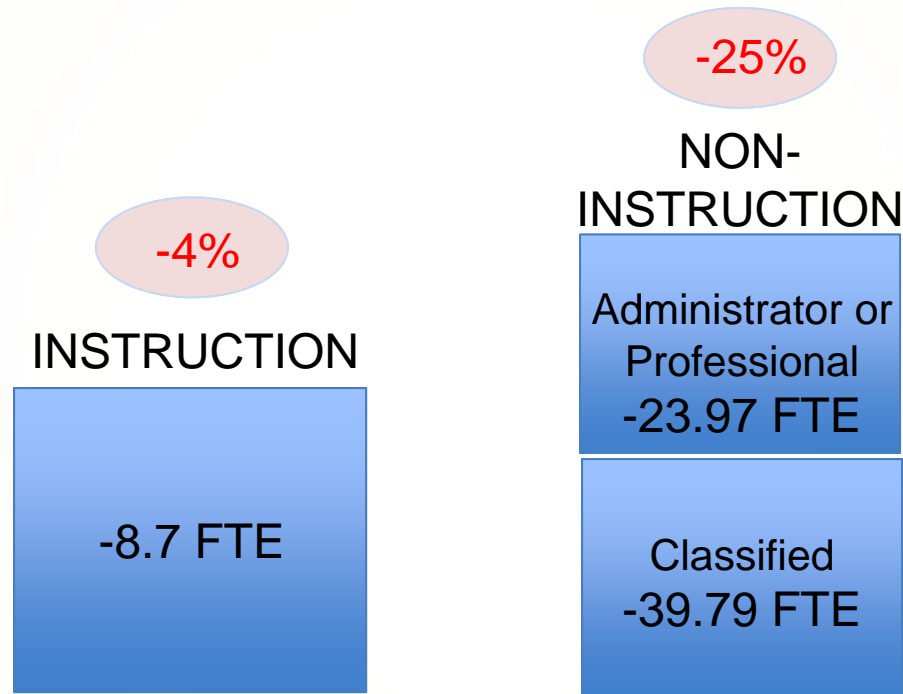 -4%
INSTRUCTION
-8.7 FTE
-25%
NON-
INSTRUCTION
Administrator or
Professional
-23.97 FTE
Classified
-39.79 FTE